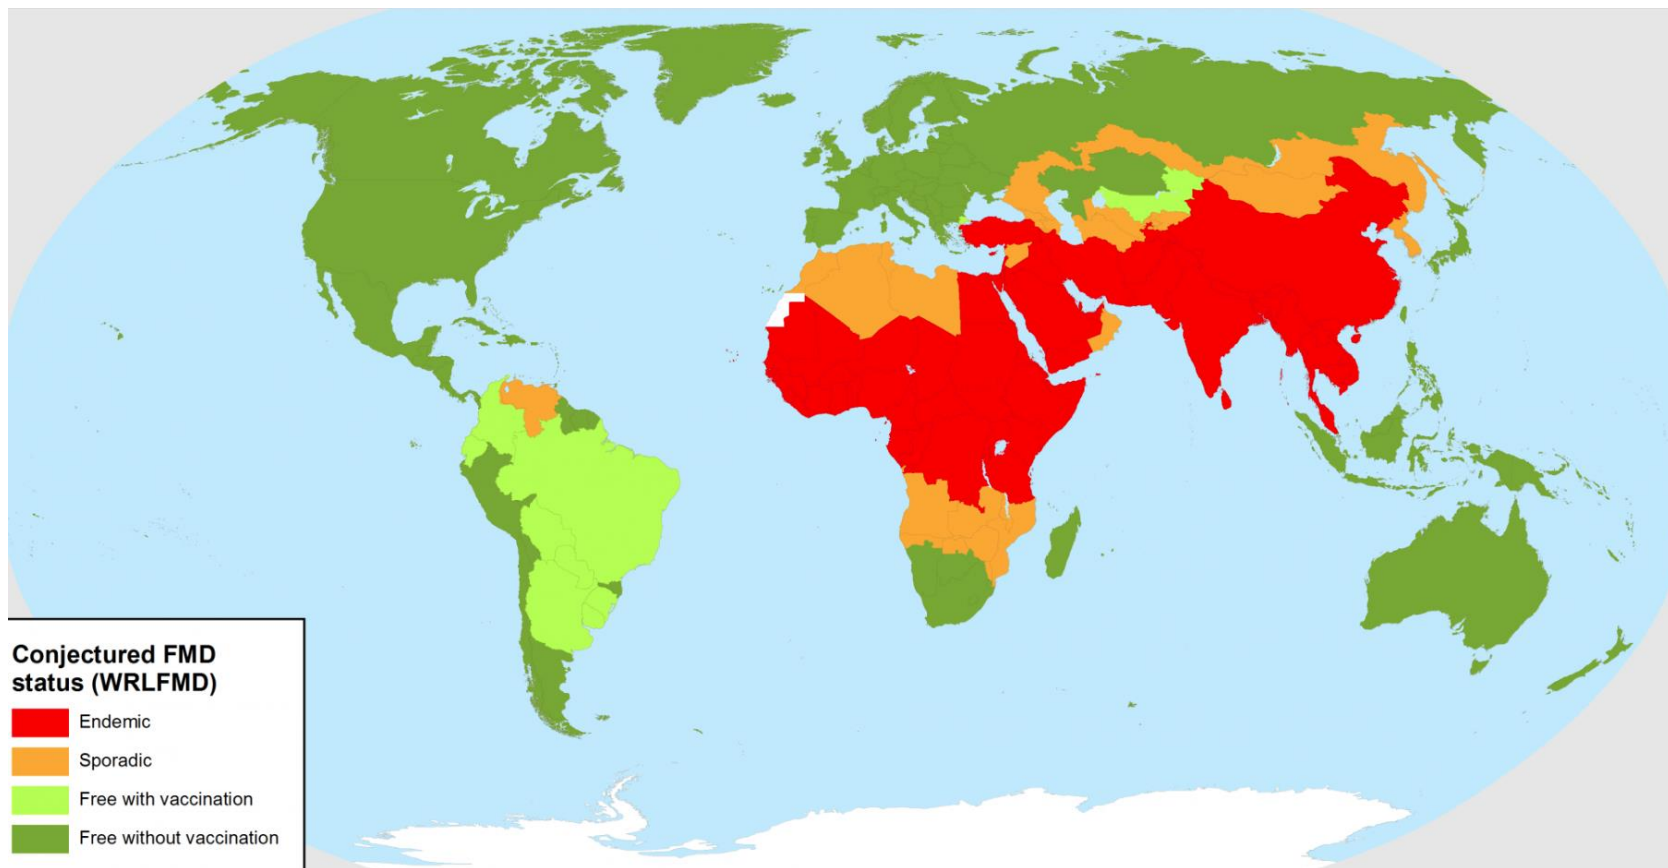 Conjectured FMD
status (WRLFMD)
Endemic
Sporadic
Free with vaccination
Free without vaccination